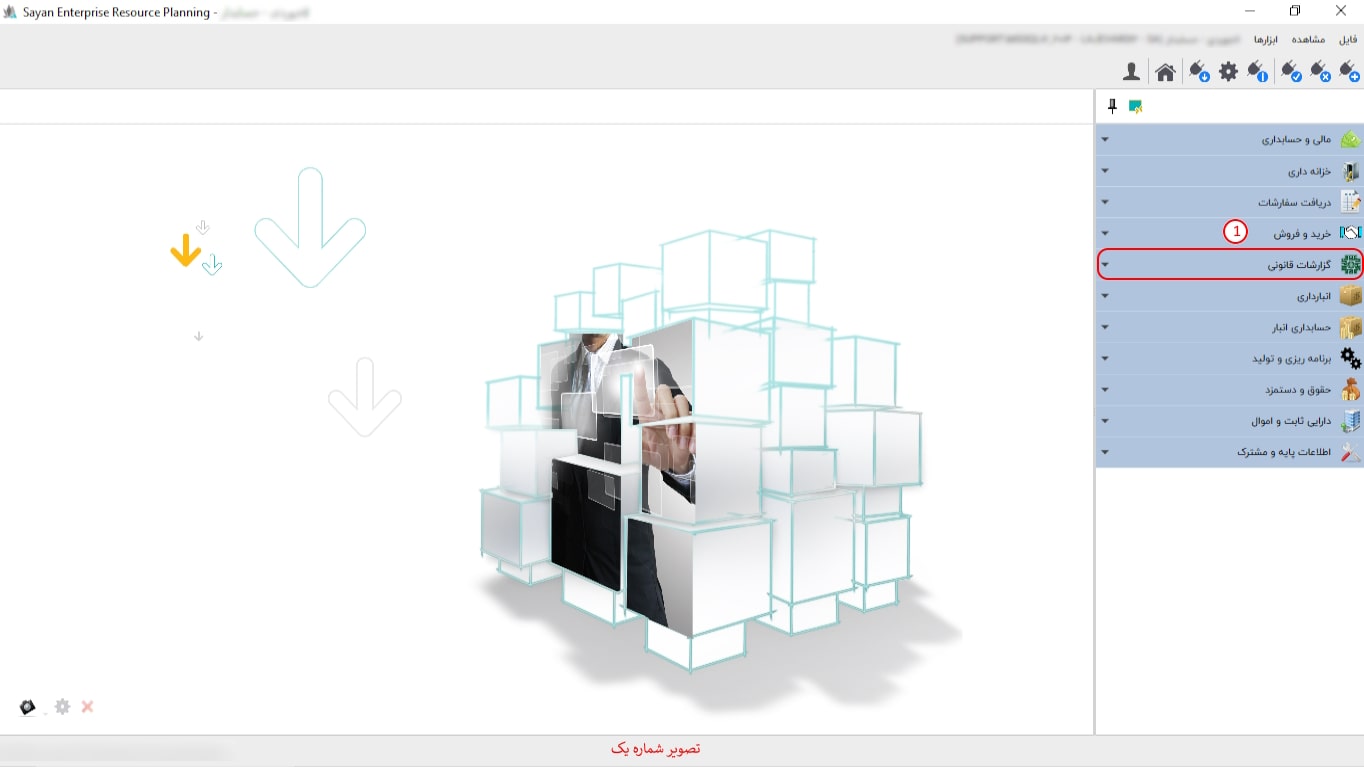 Sayan Enterprise Resource Planning -
فایل
مشاهده
ابزارها
مالی و حسابداری
خزانه داری
دریافت سفارشات
خرید و فروش
1
گزارشات قانونی
انبارداری
حسابداری انبار
برنامه ریزی و تولید
حقوق و دستمزد
دارایی ثابت و اموال
اطلاعات پایه و مشترک
تصویر شماره یک